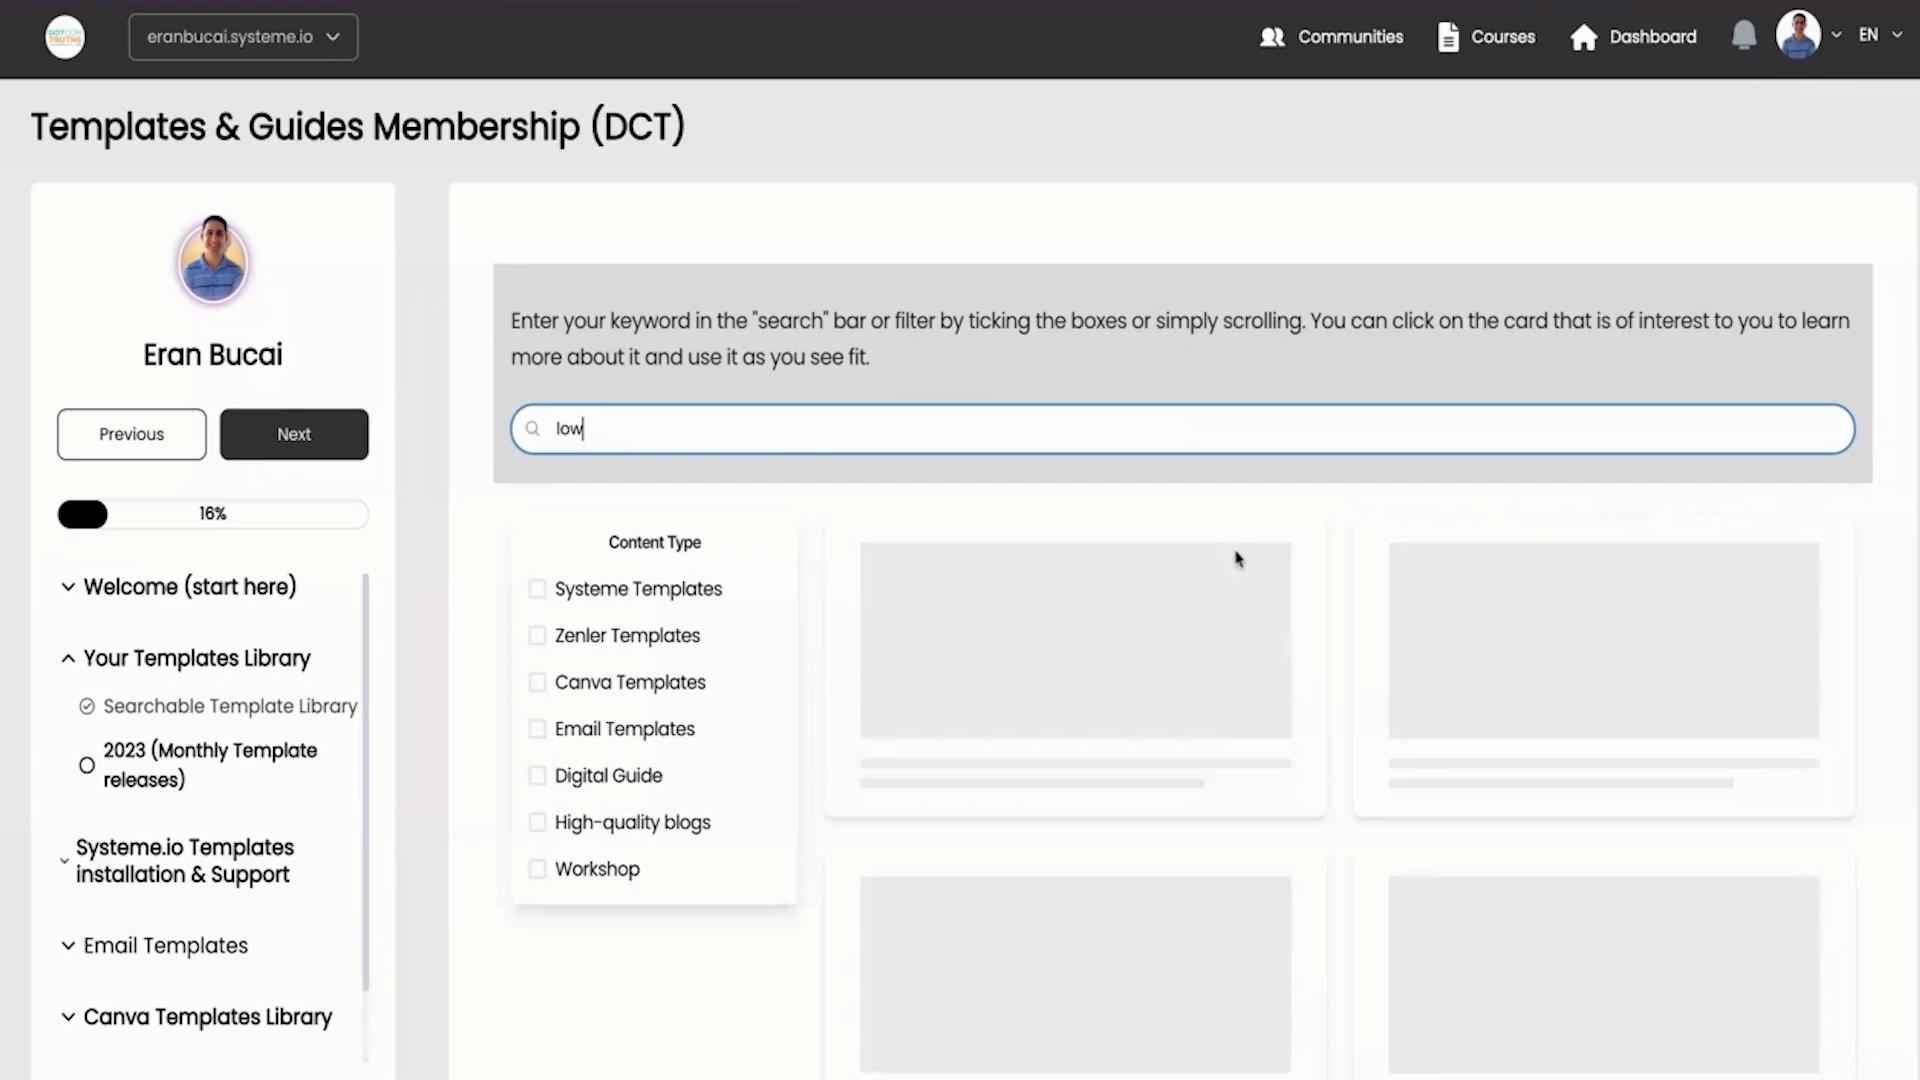 DOTCOM
TRUTHS
eranbucai.systeme.io
Communities
Courses
Dashboard
EN
Templates & Guides Membership (DCT)
Eran Bucai
Previous
Next
16%
Welcome (start here)
Your Templates Library
Searchable Template Library
2023 (Monthly Template
releases)
Systeme.io Templates
installation & Support
Email Templates
Canva Templates Library
Enter your keyword in the "search" bar or filter by ticking the boxes or simply scrolling. You can click on the card that is of interest to you to learn
more about it and use it as you see fit.
low
Content Type
Systeme Templates
Zenler Templates
Canva Templates
Email Templates
Digital Guide
High-quality blogs
Workshop